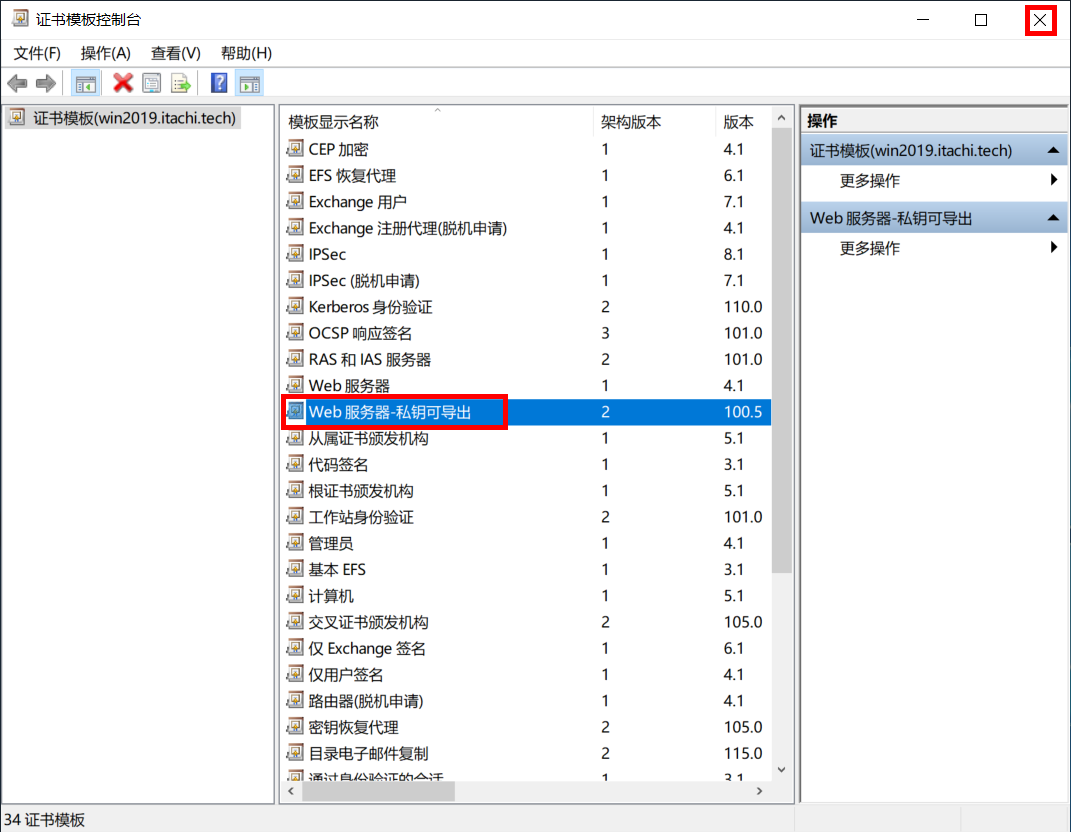 证书模板控制台
文件(F) 操作(A) 查看(V) 帮助(H)
证书模板(win2019.itachi.tech)
模板显示名称 架构版本 版本
CEP 加密 1 4.1
EFS 恢复代理 1 6.1
Exchange 用户 1 7.1
Exchange 注册代理(脱机申请) 1 4.1
IPSec 1 8.1
IPSec (脱机申请) 1 7.1
Kerberos 身份验证 2 110.0
OCSP 响应签名 3 101.0
RAS 和 IAS 服务器 2 101.0
Web 服务器 1 4.1
Web 服务器-私钥可导出 2 100.5
从属证书颁发机构 1 5.1
代码签名 1 3.1
根证书颁发机构 1 5.1
工作站身份验证 2 101.0
管理员 1 4.1
基本 EFS 1 3.1
计算机 1 5.1
交叉证书颁发机构 2 105.0
仅 Exchange 签名 1 6.1
仅用户签名 1 4.1
路由器(脱机申请) 1 4.1
密钥恢复代理 2 105.0
目录电子邮件复制 2 115.0
通过身份验证的会话 1 3.1
操作
证书模板(win2019.itachi.tech)
更多操作
Web 服务器-私钥可导出
更多操作
34 证书模板